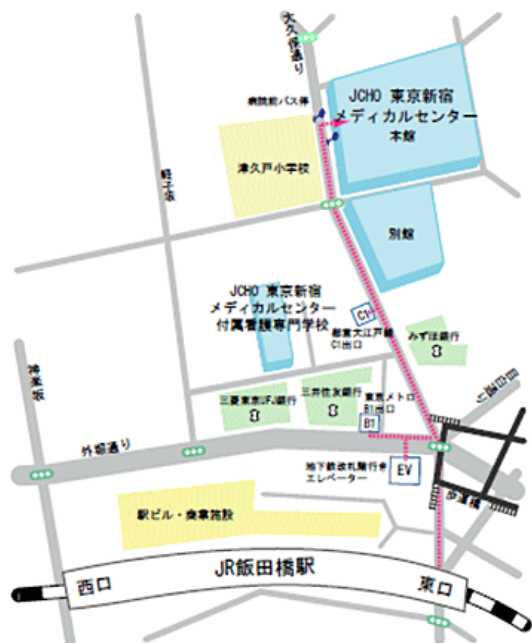 大久保通り
病院前バス停
JCHO 東京新宿
メディカルセンター
本館
津久戸小学校
軽子坂
別館
JCHO 東京新宿
メディカルセンター
付属看護専門学校
C1
都営大江戸線
C1出口
みずほ銀行
神楽坂
目白通り
三菱東京UFJ銀行
三井住友銀行
東京メトロ
B1出口
B1
外堀通り
地下鉄改札階行き
エレベーター
EV
歩道橋
駅ビル・商業施設
西口
JR飯田橋駅
東口